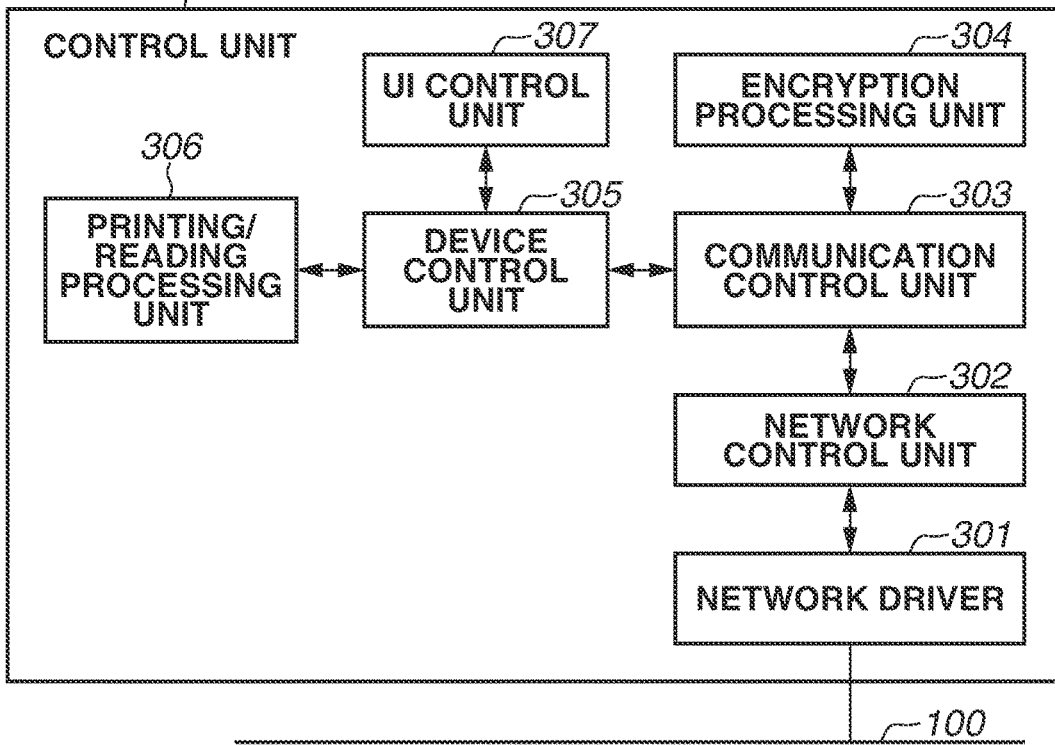 CONTROL UNIT
307
UI CONTROL
UNIT
304
ENCRYPTION
PROCESSING UNIT
306
PRINTING/
READING
PROCESSING
UNIT
305
DEVICE
CONTROL
UNIT
303
COMMUNICATION
CONTROL UNIT
302
NETWORK
CONTROL UNIT
301
NETWORK DRIVER
100